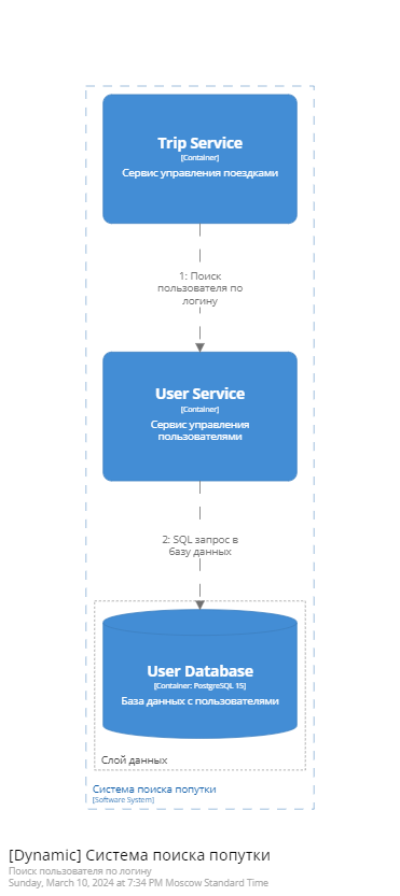 Trip Service
[Container]
Сервис управления поездками
1: Поиск
пользователя по
логину
User Service
[Container]
Сервис управления
пользователями
2: SQL запрос в
базу данных
User Database
[Container: PostgreSQL 15]
База данных с пользователями
Слой данных
Система поиска попутки
[Software System]
[Dynamic] Система поиска попутки
Поиск пользователя по логину
Sunday, March 10, 2024 at 7:34 PM Moscow Standard Time